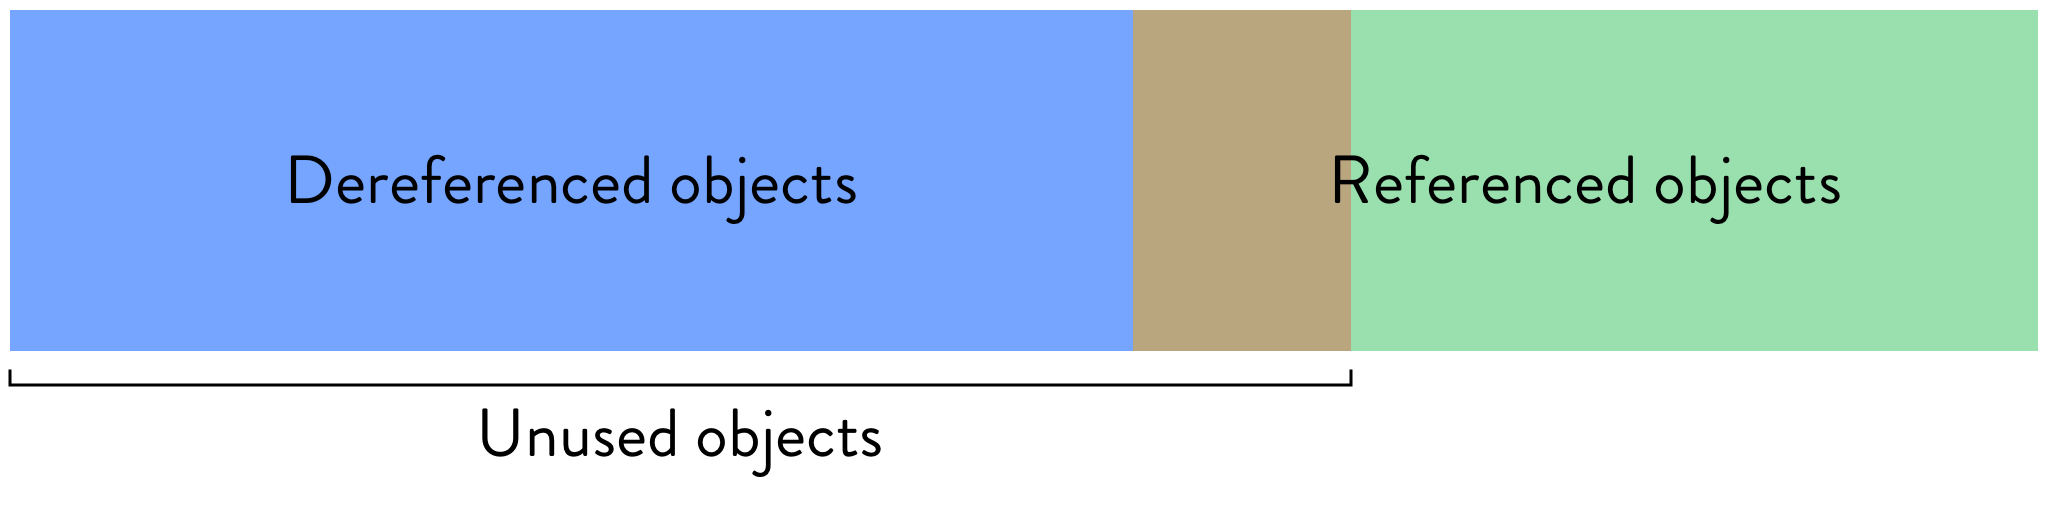 Dereferenced objects
Referenced objects
Unused objects